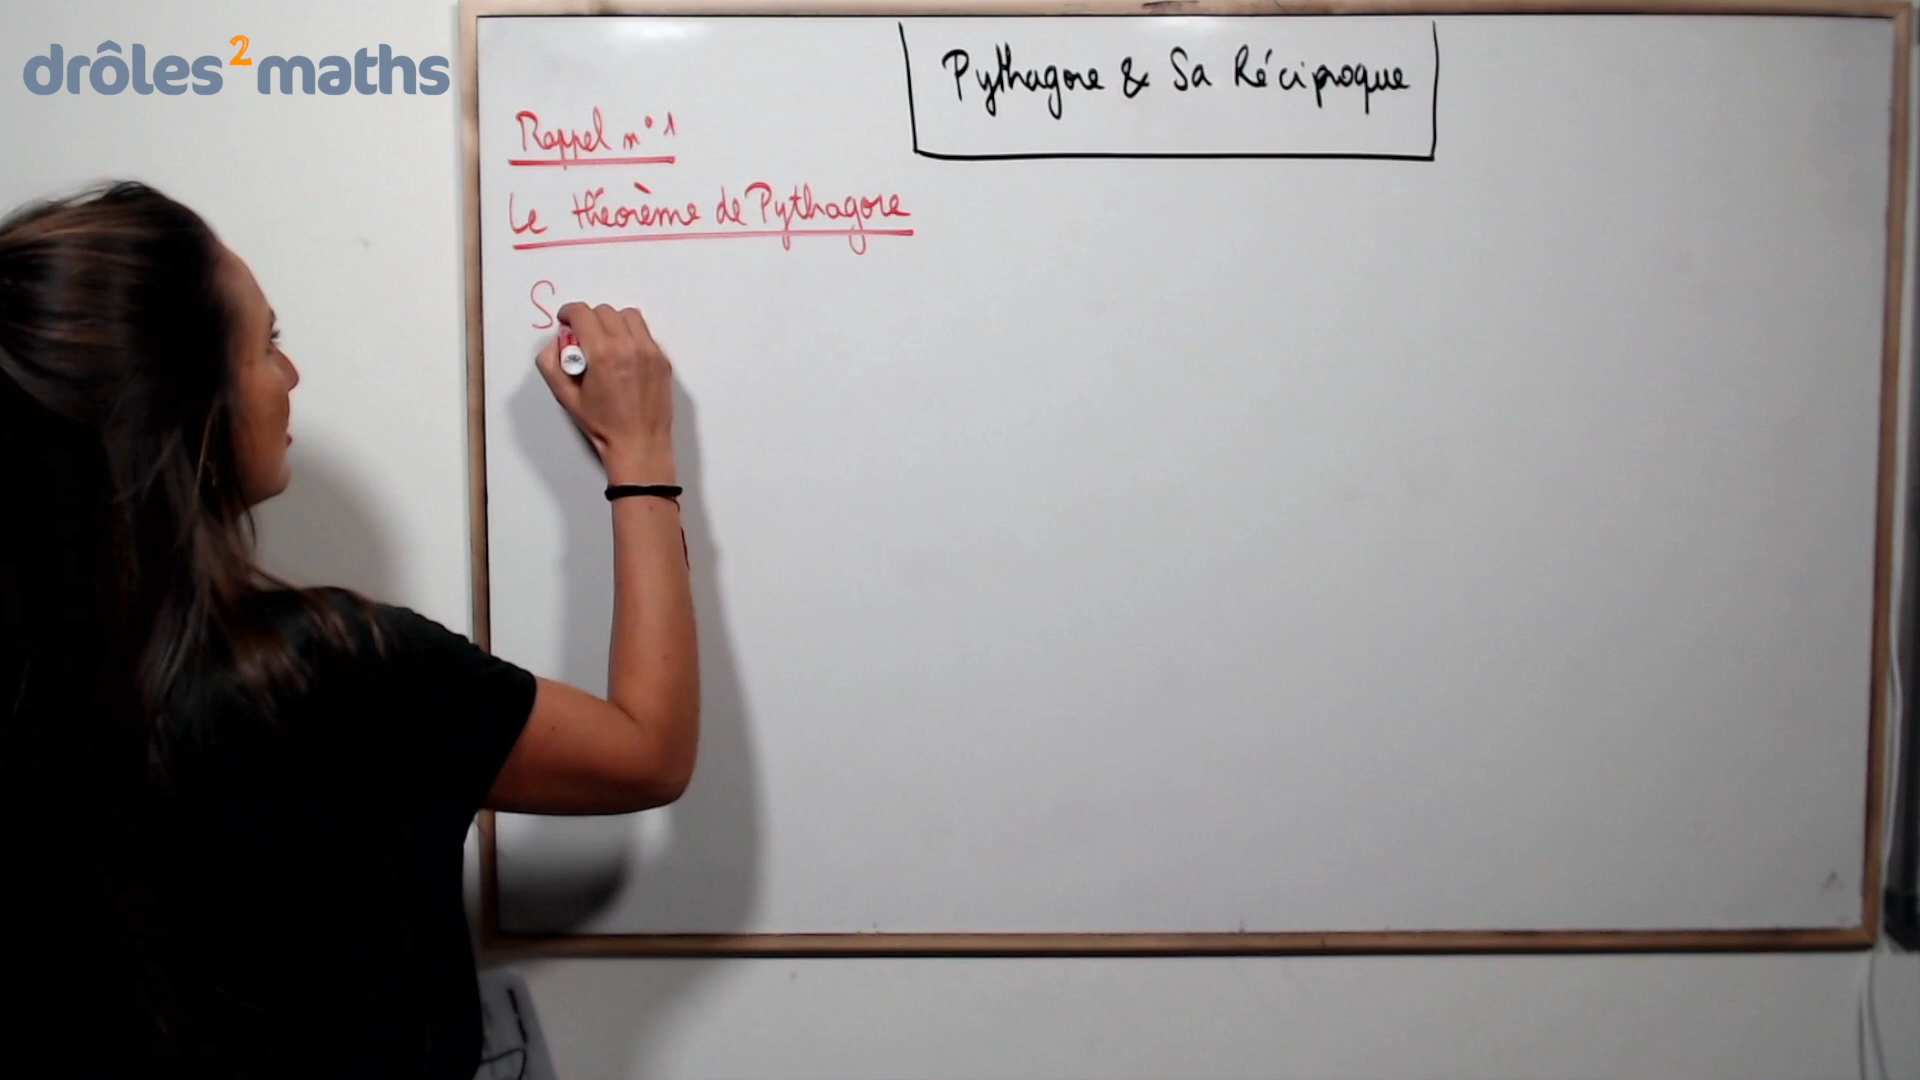 drôles²maths
Pythagore & Sa Réciproque
Rappel n°1
Le théorème de Pythagore
S